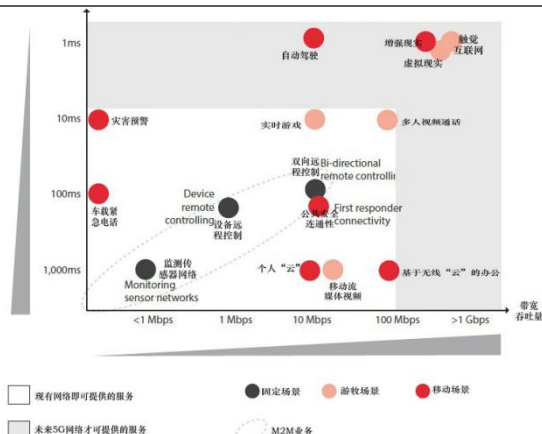 1ms
自动驾驶
增强现实
触觉
互联网
虚拟现实
10ms
灾害预警
实时游戏
多人视频通话
双向远
程控制
Bi-directional
remote controllin
100ms
Device
remote
controlling
车载紧
急电话
设备远
程控制
公共安全
连通性
First responder
connectivity
1,000ms
监测传
感器网络
Monitoring
sensor networks
个人“云”
移动流
媒体视频
基于无线“云”的办公
带宽
吞吐量
<1 Mbps
1 Mbps
10 Mbps
100 Mbps
>1 Gbps
现有网络即可提供的服务
固定场景
游牧场景
移动场景
未来5G网络才可提供的服务
M2M业务